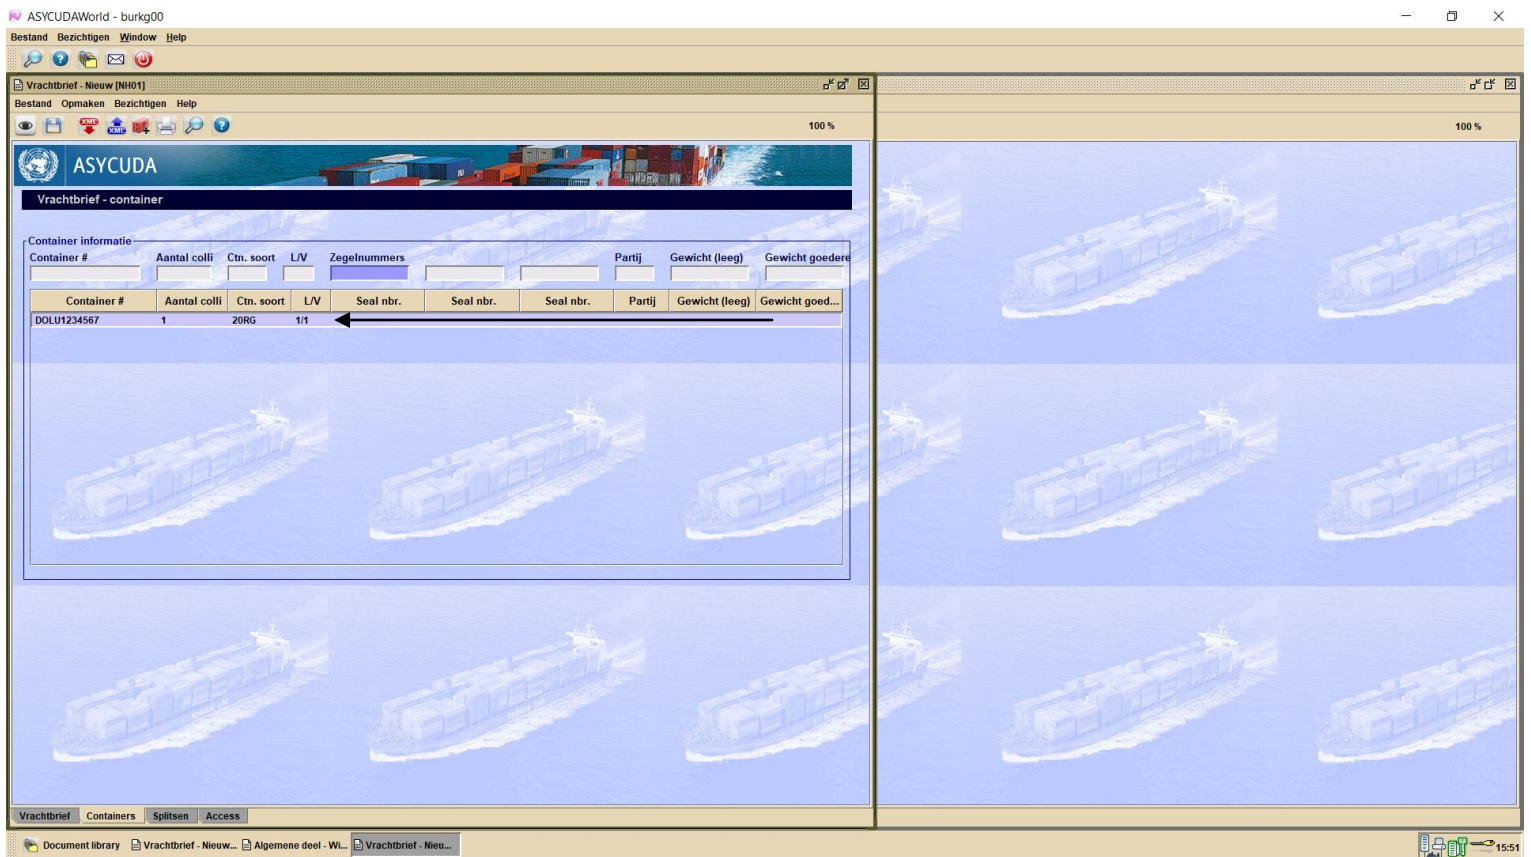 ASYCUDAWorld - burkg00
Bestand Bezichtigen Window Help
Vrachtbrief - Nieuw [NH01]
Bestand Opmaken Bezichtigen Help
XML XML 100 % 100 %
ASYCUDA
Vrachtbrief - container
Container informatie
Container # Aantal colli Ctn. soort L/V Zegelnummers Partij Gewicht (leeg) Gewicht goedere
Container # Aantal colli Ctn. soort L/V Seal nbr. Seal nbr. Seal nbr. Partij Gewicht (leeg) Gewicht goed...
DOLU1234567 1 20RG 1/1
Vrachtbrief Containers Splitsen Access
Document library Vrachtbrief - Nieuw... Algemene deel - Wi... Vrachtbrief - Nieu... 15:51